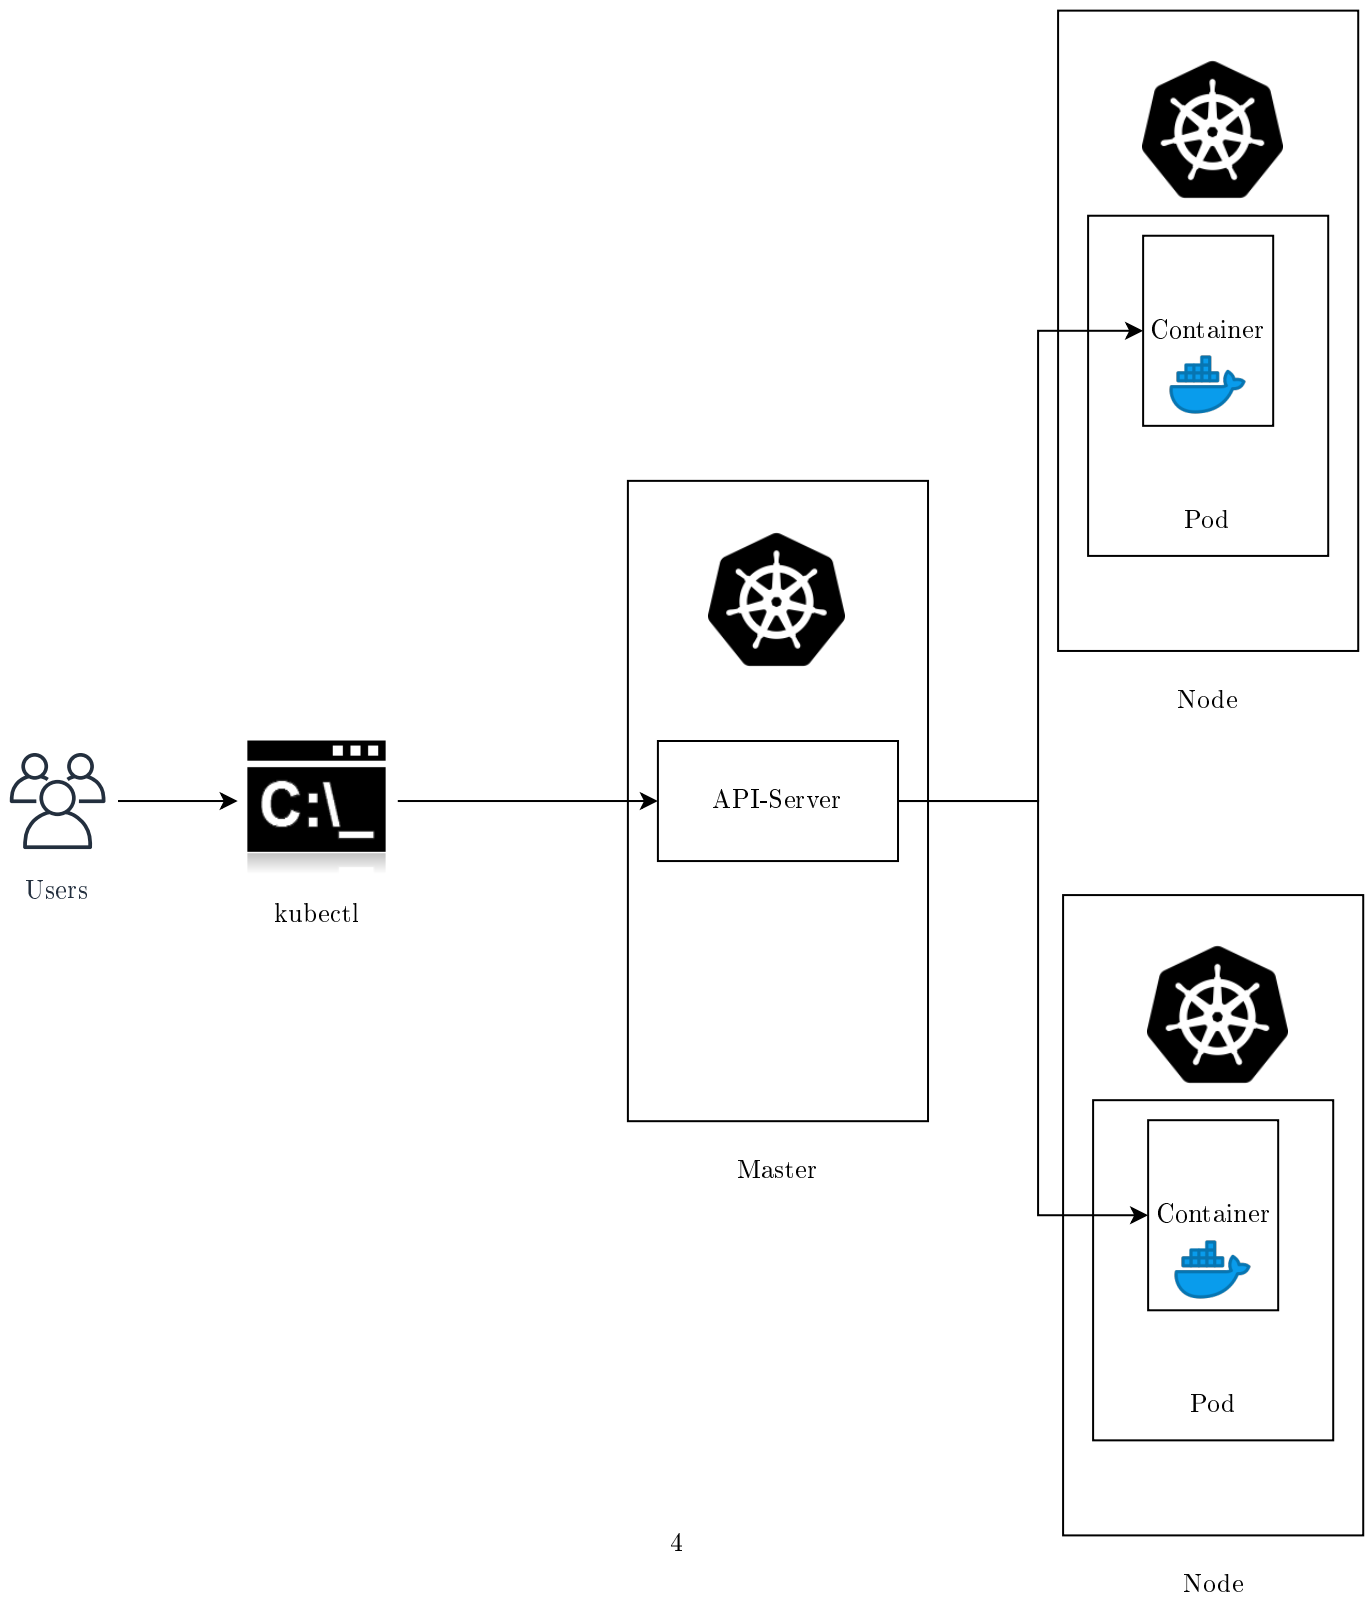 Container
Pod
Node
C:\_
API-Server
Users
kubectl
Master
Container
Pod
4
Node